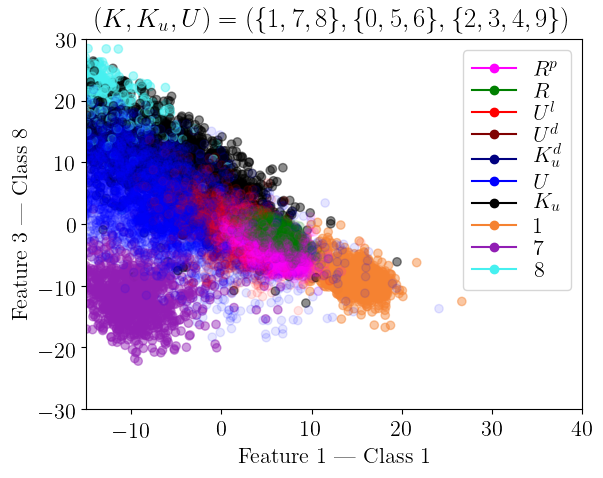 (K, K_u, U) = ({1, 7, 8}, {0, 5, 6}, {2, 3, 4, 9})
30
20
10
0
−10
−20
−30
Feature 3 — Class 8
R^p
R
U^l
U^d
K_u^d
U
K_u
1
7
8
−10
0
10
20
30
40
Feature 1 — Class 1